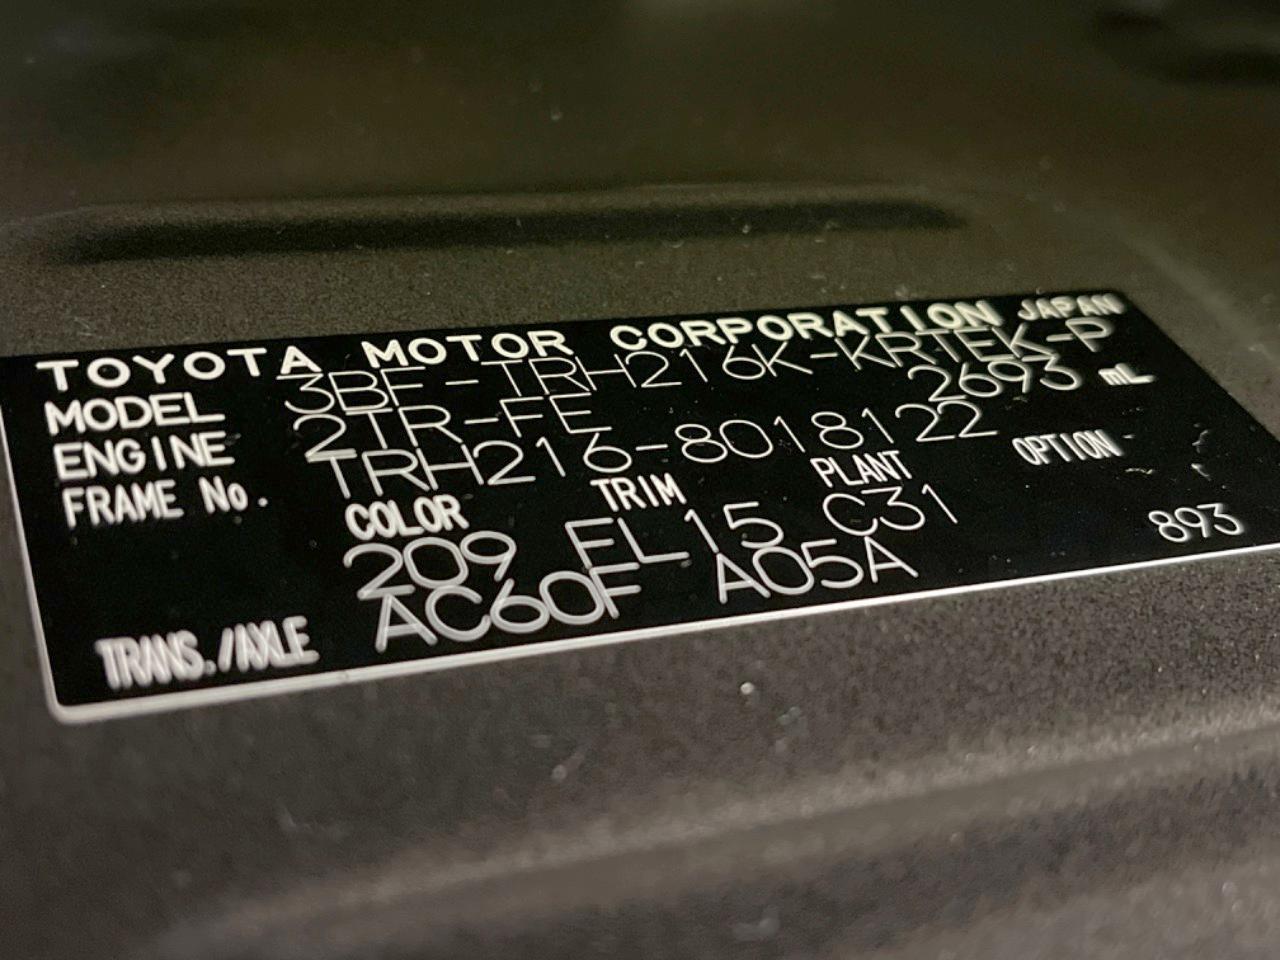 TOYOTA MOTOR CORPORATION JAPAN
MODEL 3BF-TRH216K-KRTEK-P
ENGINE 2TR-FE 2693 mL
FRAME No. TRH216-8018122
COLOR TRIM PLANT OPTION
209 FL15 C31
TRANS./AXLE AC60F A05A 893